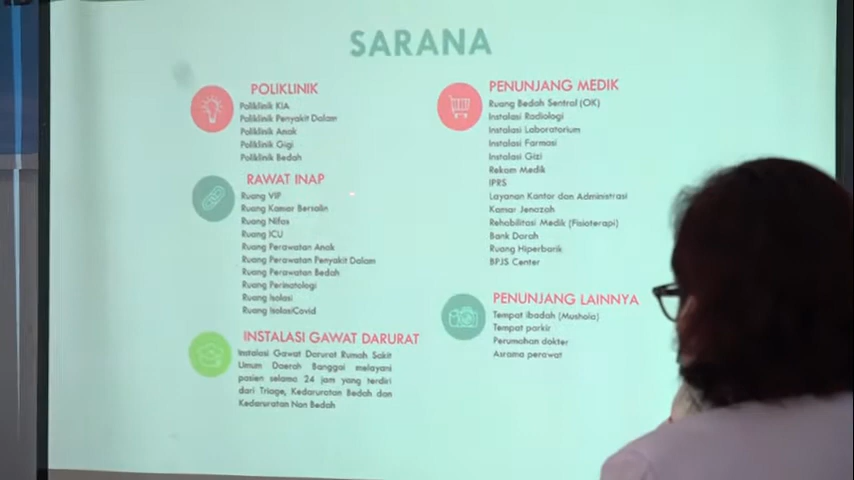 SARANA
POLIKLINIK
Poliklinik KIA
Poliklinik Penyakit Dalam
Poliklinik Anak
Poliklinik Gigi
Poliklinik Bedah
RAWAT INAP
Ruang VIP
Ruang Kamar Bersalin
Ruang Nifas
Ruang ICU
Ruang Perawatan Anak
Ruang Perawatan Penyakit Dalam
Ruang Perawatan Bedah
Ruang Perinatologi
Ruang Isolasi
Ruang IsolasiCovid
INSTALASI GAWAT DARURAT
Instalasi Gawat Darurat Rumah Sakit
Umum Daerah Banggai melayani
pasien selama 24 jam yang terdiri
dari Triage, Kedaruratan Bedah dan
Kedaruratan Non Bedah
PENUNJANG MEDIK
Ruang Bedah Sentral (OK)
Instalasi Radiologi
Instalasi Laboratorium
Instalasi Farmasi
Instalasi Gizi
Rekam Medik
IPRS
Layanan Kantor dan Administrasi
Kamar Jenazah
Rehabilitasi Medik (Fisioterapi)
Bank Darah
Ruang Hiperbarik
BPJS Center
PENUNJANG LAINNYA
Tempat ibadah (Mushola)
Tempat parkir
Perumahan dokter
Asrama perawat